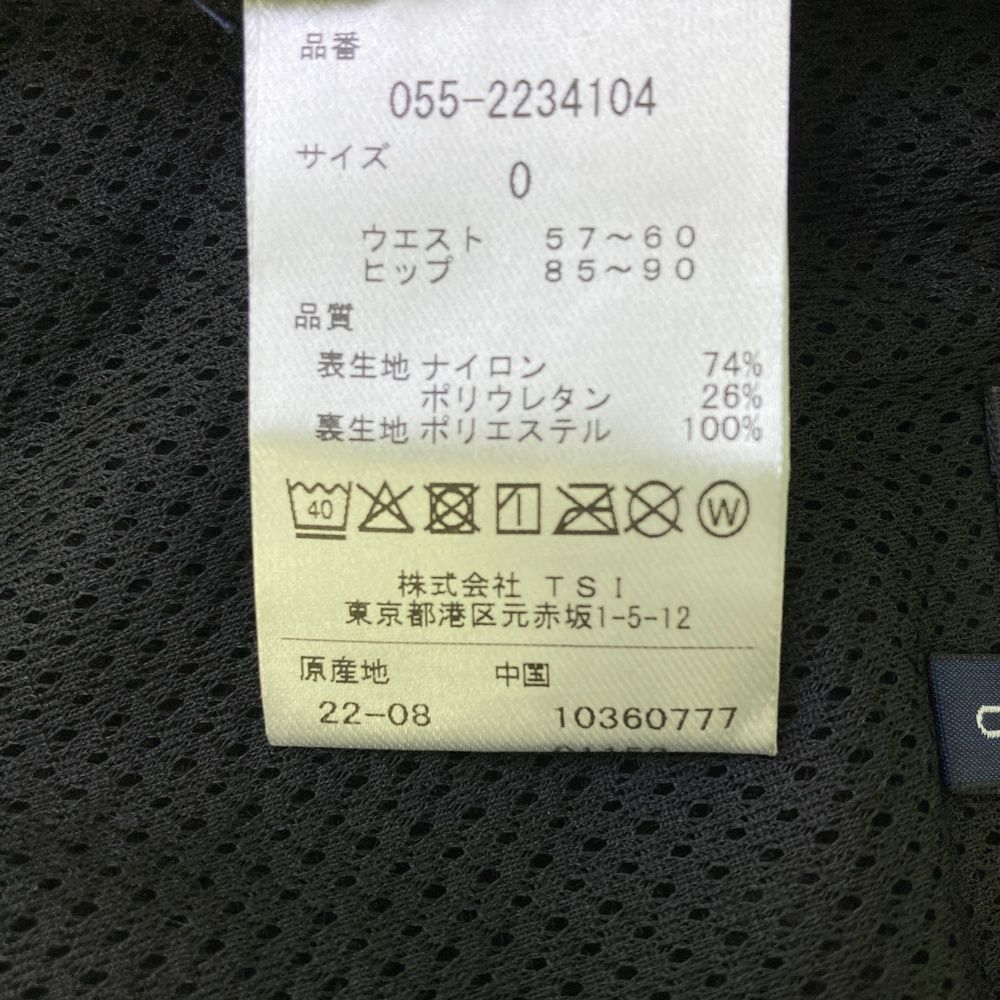 品番
055-2234104
サイズ
0
ウエスト 57～60
ヒップ 85～90
品質
表生地 ナイロン 74%
ポリウレタン 26%
裏生地 ポリエステル 100%
40
W
株式会社 TSI
東京都港区元赤坂1-5-12
原産地 中国
22-08 10360777